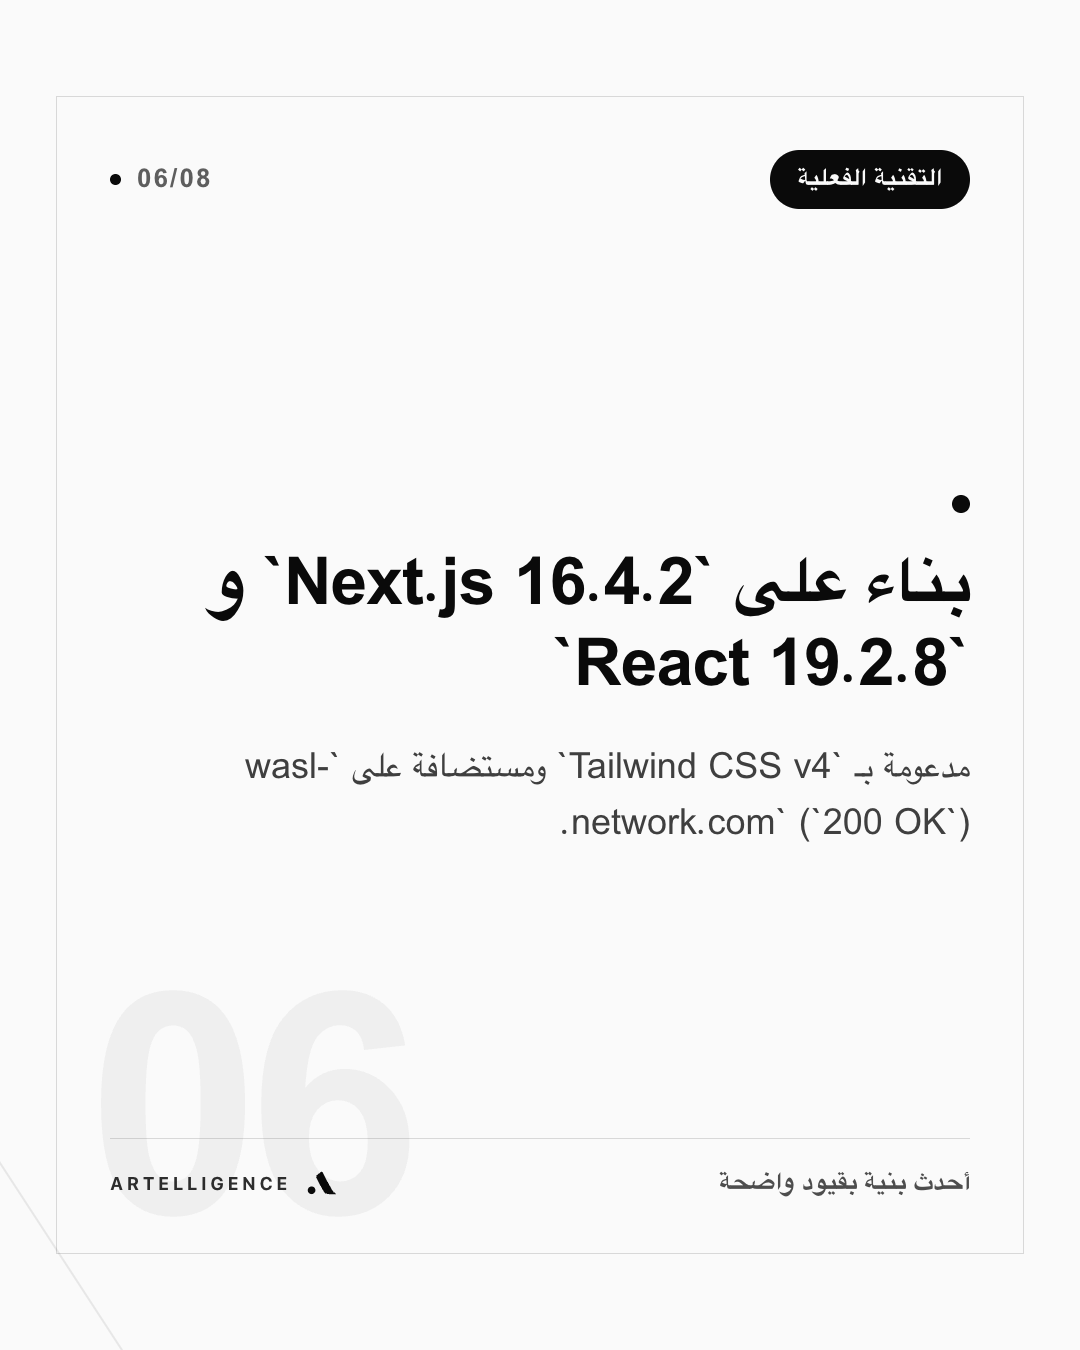 التقنية الفعلية
06/08
بناء على `Next.js 16.4.2` و
`React 19.2.8`
مدعومة بـ `Tailwind CSS v4` ومستضافة على `wasl-
network.com` (`200 OK`).
06
أحدث بنية بقيود واضحة
ARTELLIGENCE